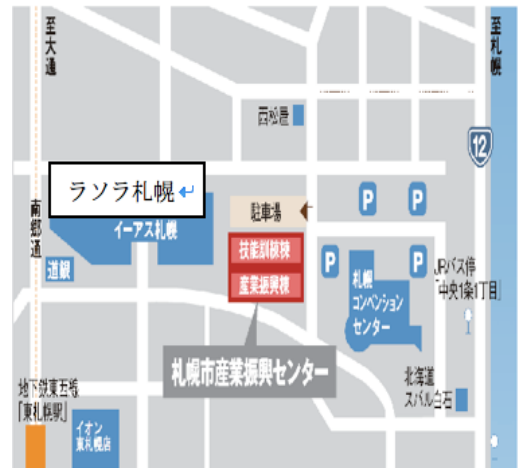 至大通
至札幌
西松屋
12
ラソラ札幌
南郷通
イーアス札幌
駐車場
P
P
技能訓練棟
産業振興棟
P
P
道銀
札幌
コンベンション
センター
JRバス停
「中央1条1丁目」
札幌市産業振興センター
地下鉄東西線
「東札幌駅」
イオン
東札幌店
北海道
スバル白石